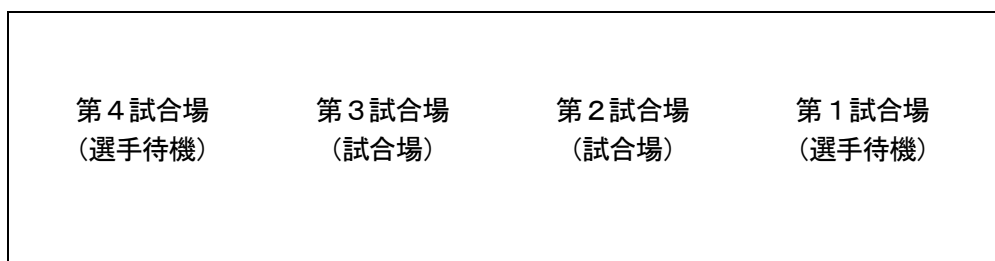 第４試合場 第３試合場 第２試合場 第１試合場
（選手待機） （試合場） （試合場） （選手待機）